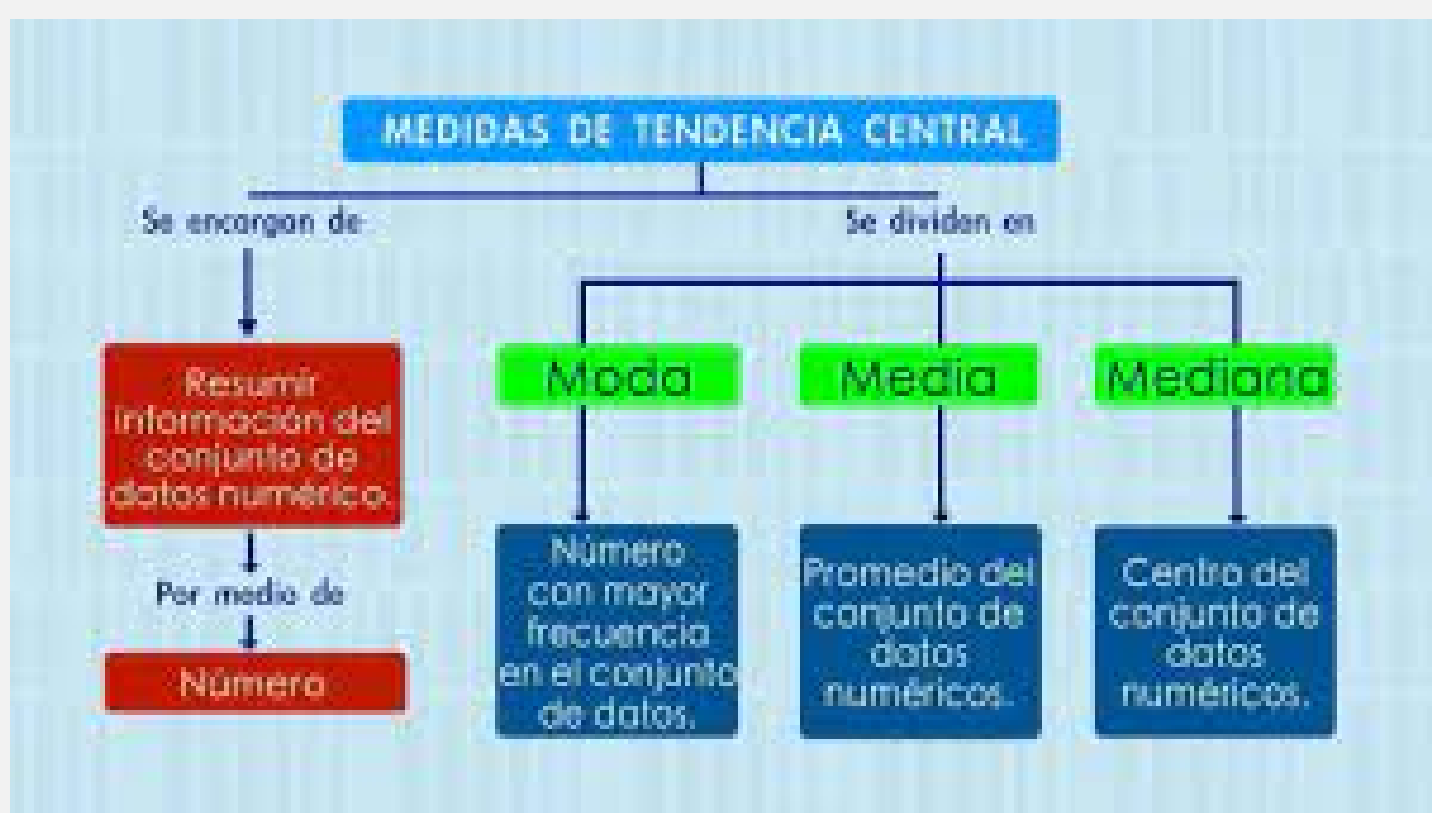 MEDIDAS DE TENDENCIA CENTRAL
Se encargan de
Se dividen en
Resumir
información del
conjunto de
datos numérico.
Por medio de
Número
Moda
Media
Mediana
Número
con mayor
frecuencia
en el conjunto
de datos.
Promedio del
conjunto de
datos
numéricos.
Centro del
conjunto de
datos
numéricos.